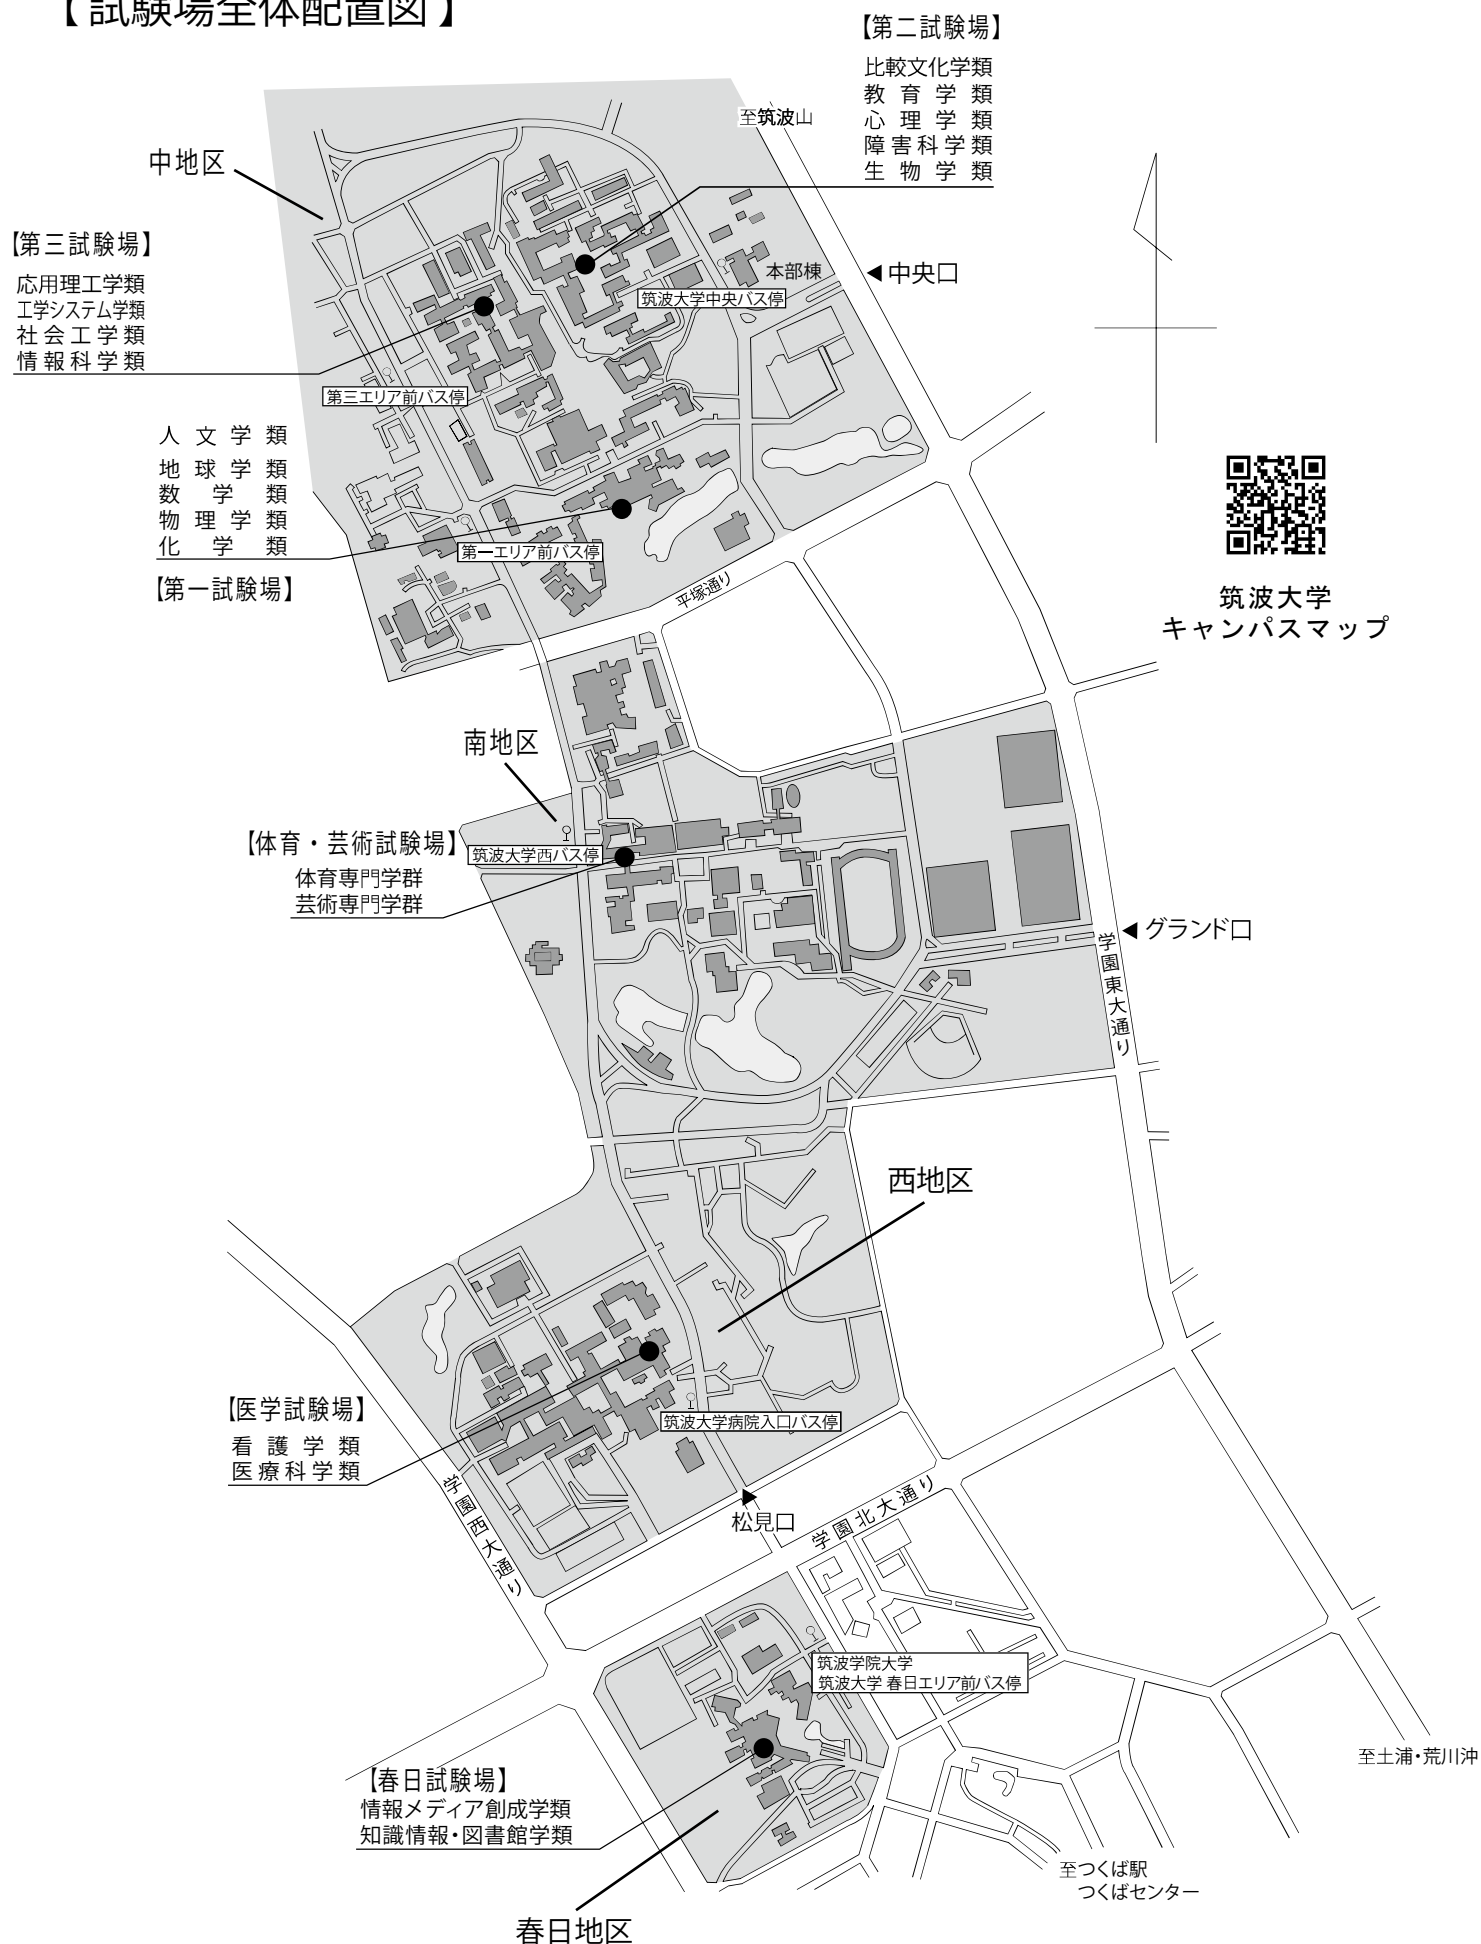 【試験場全体配置図】
【第二試験場】
比較文化学類
教育学類
心理学類
障害科学類
生物学類
至筑波山
中地区
【第三試験場】
応用理工学類
工学システム学類
社会工学類
情報科学類
本部棟
中央口
筑波大学中央バス停
第三エリア前バス停
人文学類
地球学類
数学類
物理学類
化学類
【第一試験場】
第一エリア前バス停
平塚通り
筑波大学
キャンパスマップ
南地区
【体育・芸術試験場】
体育専門学群
芸術専門学群
筑波大学西バス停
グランド口
学園東大通り
西地区
【医学試験場】
看護学類
医療科学類
筑波大学病院入口バス停
学園西大通り
松見口
学園北大通り
筑波学院大学
筑波大学 春日エリア前バス停
【春日試験場】
情報メディア創成学類
知識情報・図書館学類
至土浦・荒川沖
至つくば駅
つくばセンター
春日地区